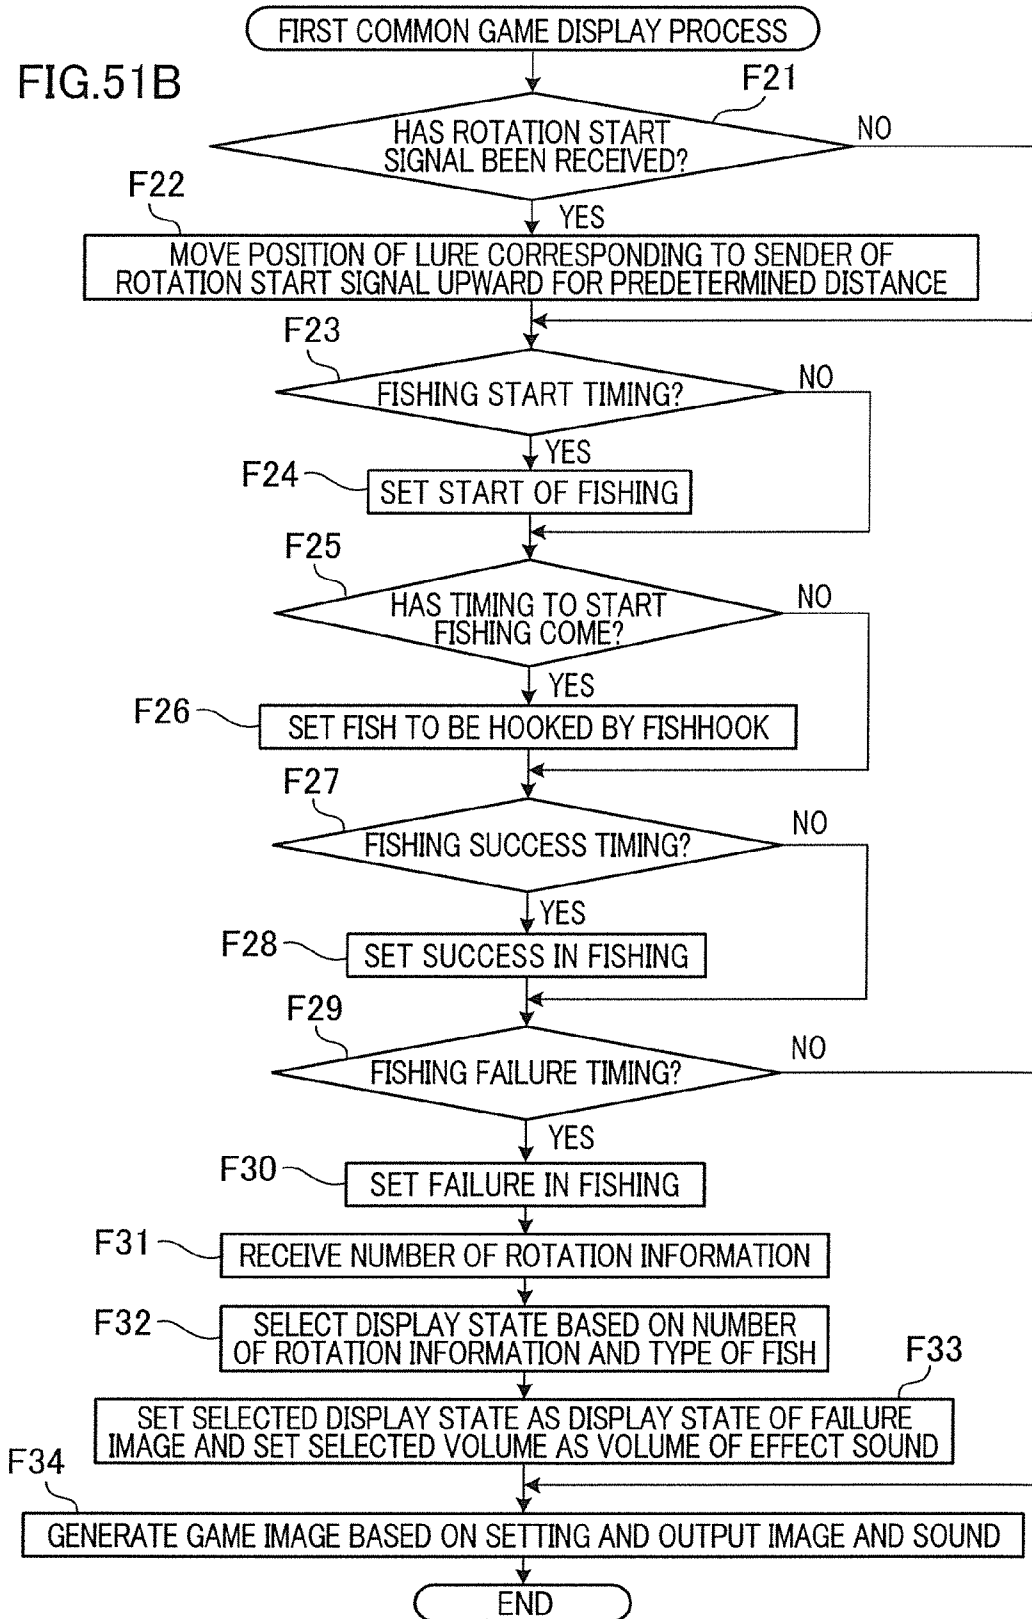 FIRST COMMON GAME DISPLAY PROCESS
FIG.51B
F21
HAS ROTATION START
SIGNAL BEEN RECEIVED?
NO
F22
YES
MOVE POSITION OF LURE CORRESPONDING TO SENDER OF
ROTATION START SIGNAL UPWARD FOR PREDETERMINED DISTANCE
F23
FISHING START TIMING?
NO
YES
F24
SET START OF FISHING
F25
HAS TIMING TO START
FISHING COME?
NO
YES
F26
SET FISH TO BE HOOKED BY FISHHOOK
F27
FISHING SUCCESS TIMING?
NO
YES
F28
SET SUCCESS IN FISHING
F29
FISHING FAILURE TIMING?
NO
YES
F30
SET FAILURE IN FISHING
F31
RECEIVE NUMBER OF ROTATION INFORMATION
F32
SELECT DISPLAY STATE BASED ON NUMBER
OF ROTATION INFORMATION AND TYPE OF FISH
F33
SET SELECTED DISPLAY STATE AS DISPLAY STATE OF FAILURE
IMAGE AND SET SELECTED VOLUME AS VOLUME OF EFFECT SOUND
F34
GENERATE GAME IMAGE BASED ON SETTING AND OUTPUT IMAGE AND SOUND
END